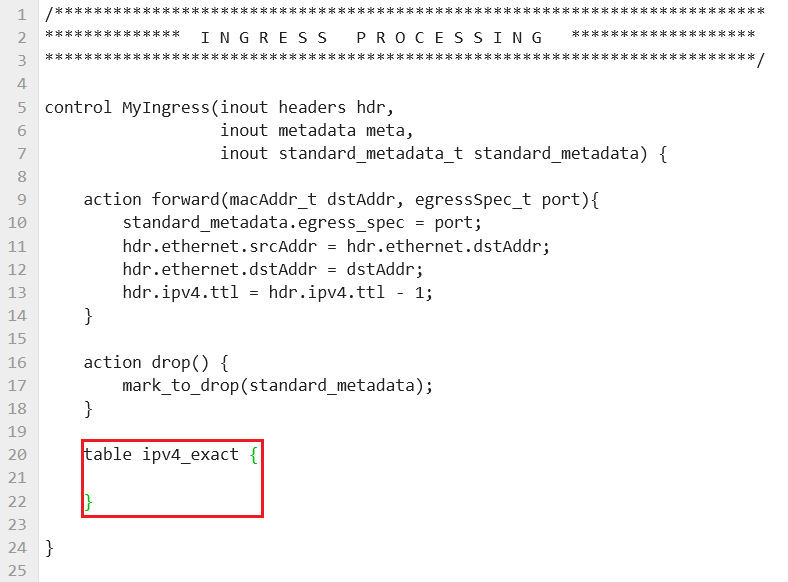 1 /*************************************************************************
2 ************** I N G R E S S   P R O C E S S I N G   *******************
3 *************************************************************************/
4
5 control MyIngress(inout headers hdr,
6                   inout metadata meta,
7                   inout standard_metadata_t standard_metadata) {
8
9     action forward(macAddr_t dstAddr, egressSpec_t port){
10         standard_metadata.egress_spec = port;
11         hdr.ethernet.srcAddr = hdr.ethernet.dstAddr;
12         hdr.ethernet.dstAddr = dstAddr;
13         hdr.ipv4.ttl = hdr.ipv4.ttl - 1;
14     }
15
16     action drop() {
17         mark_to_drop(standard_metadata);
18     }
19
20     table ipv4_exact {
21
22     }
23
24 }
25